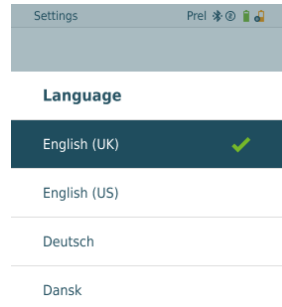 Settings Prel
Language
English (UK)
English (US)
Deutsch
Dansk